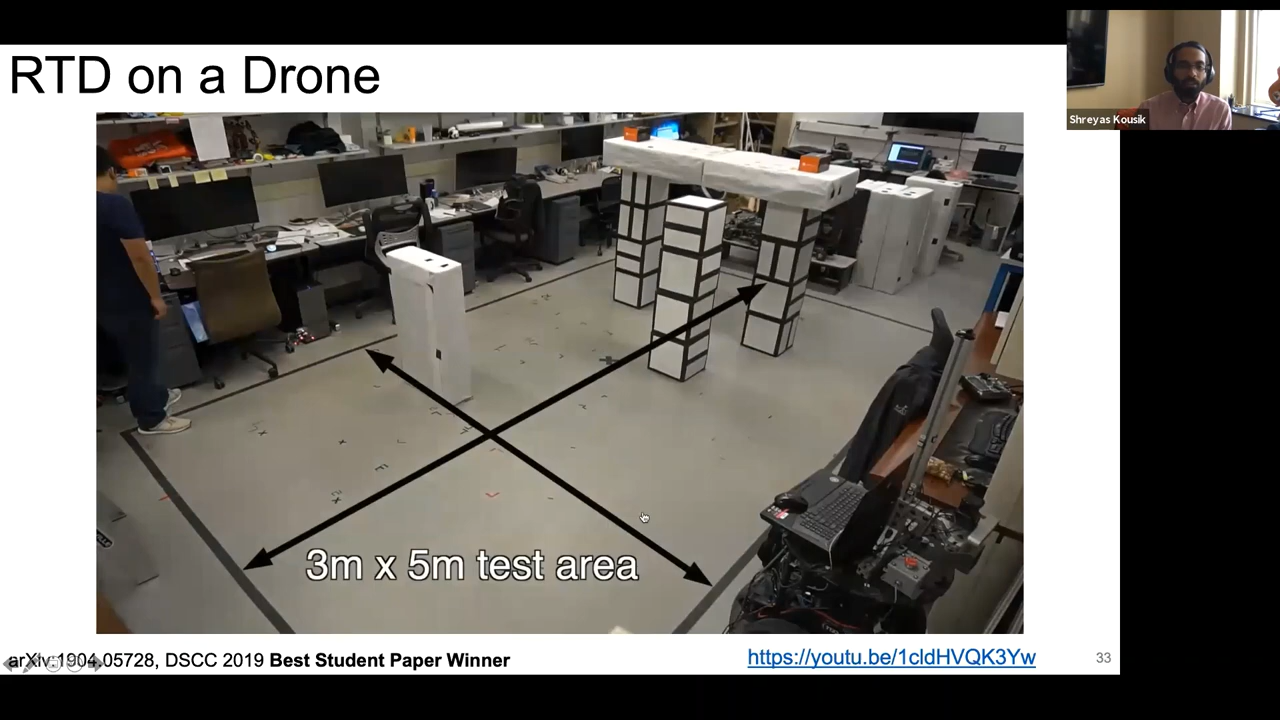 RTD on a Drone
Shreyas Kousik
3m x 5m test area
arXiv:1904.05728, DSCC 2019 Best Student Paper Winner
https://youtu.be/1cldHVQK3Yw
33